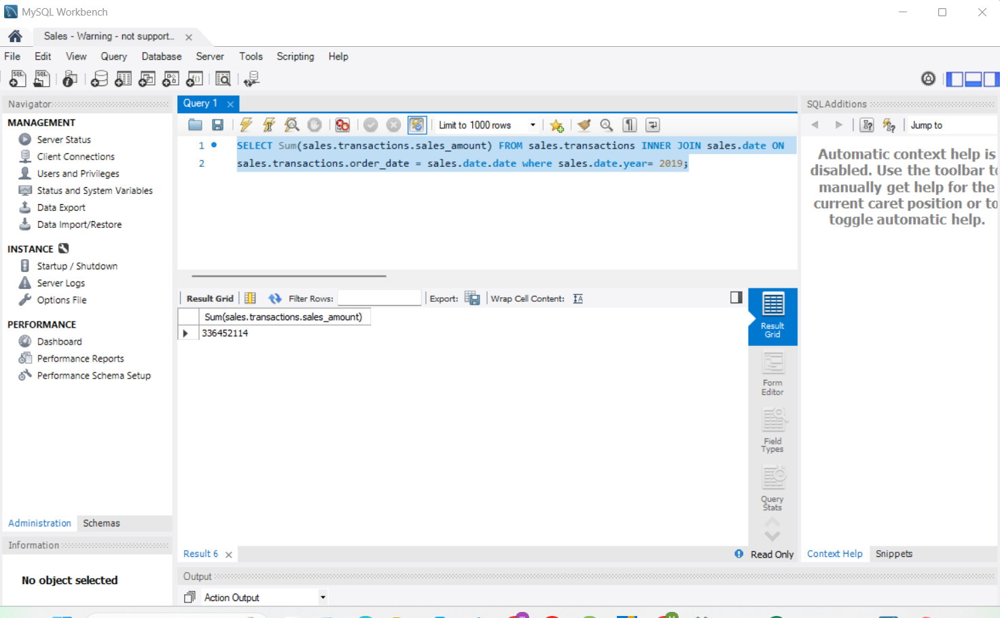 MySQL Workbench
Sales - Warning - not support...
File Edit View Query Database Server Tools Scripting Help
Navigator
MANAGEMENT
Server Status
Client Connections
Users and Privileges
Status and System Variables
Data Export
Data Import/Restore
INSTANCE
Startup / Shutdown
Server Logs
Options File
PERFORMANCE
Dashboard
Performance Reports
Performance Schema Setup
Administration Schemas
Information
No object selected
Query 1
Limit to 1000 rows
1 SELECT Sum(sales.transactions.sales_amount) FROM sales.transactions INNER JOIN sales.date ON
2 sales.transactions.order_date = sales.date.date where sales.date.year= 2019;
Result Grid Filter Rows: Export: Wrap Cell Content:
Sum(sales.transactions.sales_amount)
336452114
Result
Grid
Form
Editor
Field
Types
Query
Stats
Result 6
Read Only
Output
Action Output
SQLAdditions
Jump to
Automatic context help is
disabled. Use the toolbar to
manually get help for the
current caret position or to
toggle automatic help.
Context Help Snippets